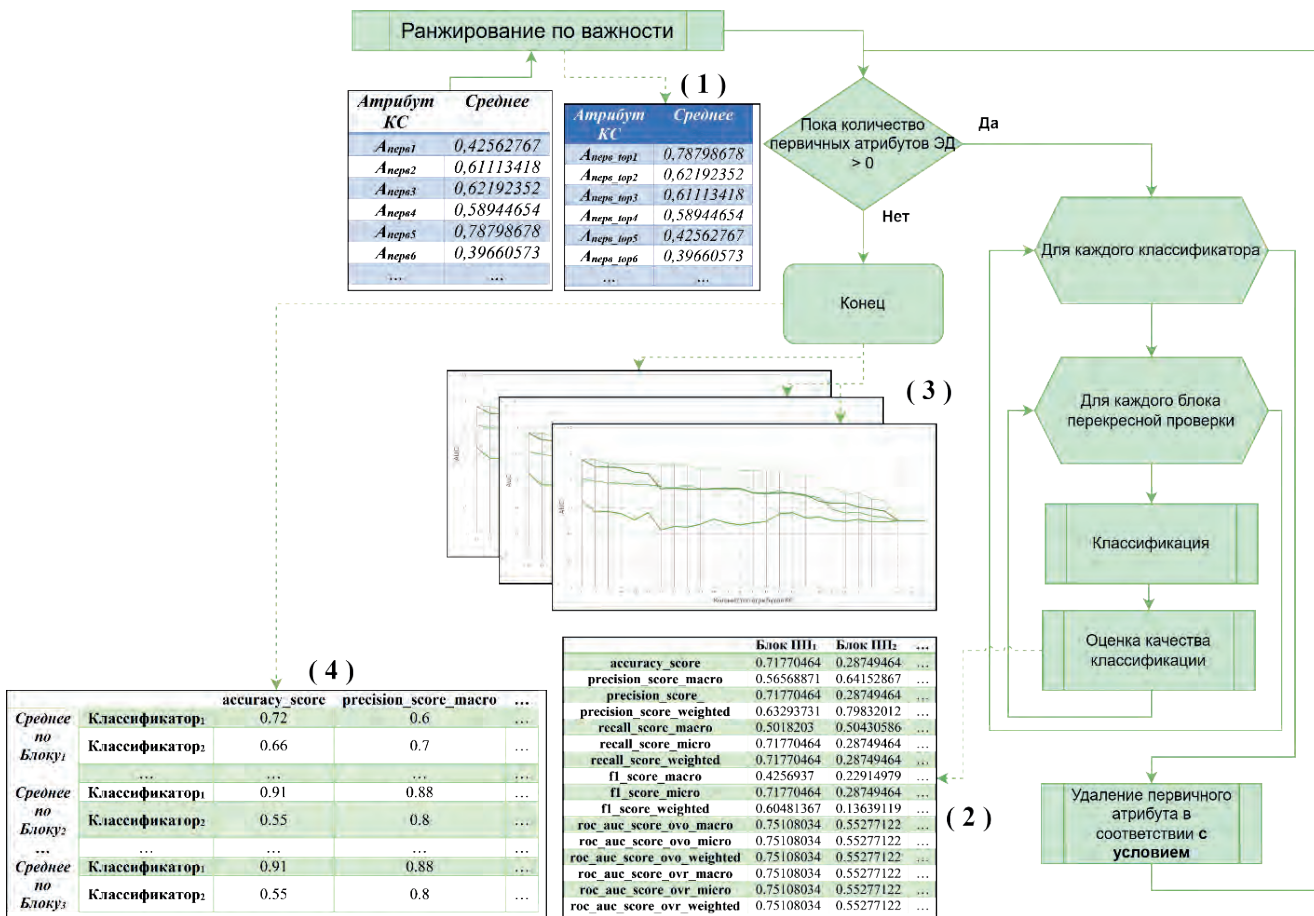 Ранжирование по важности
( 1 )
Атрибут КС Среднее
Aперв1 0,42562767
Aперв2 0,61113418
Aперв3 0,62192352
Aперв4 0,58944654
Aперв5 0,78798678
Aперв6 0,39660573
... ...
Атрибут КС Среднее
Aперв_top1 0,78798678
Aперв_top2 0,62192352
Aперв_top3 0,61113418
Aперв_top4 0,58944654
Aперв_top5 0,42562767
Aперв_top6 0,39660573
... ...
Пока количество
первичных атрибутов ЭД
> 0
Да
Нет
Конец
Для каждого классификатора
Для каждого блока
перекресной проверки
Классификация
Оценка качества
классификации
Удаление первичного
атрибута в
соответствии с
условием
( 3 )
AUC
AUC
AUC
( 2 )
Блок ПП1 Блок ПП2 ...
accuracy_score 0.71770464 0.28749464 ...
precision_score_macro 0.56568871 0.64152867 ...
precision_score_ 0.71770464 0.28749464 ...
precision_score_weighted 0.63293731 0.79832012 ...
recall_score_macro 0.5018203 0.50430586 ...
recall_score_micro 0.71770464 0.28749464 ...
recall_score_weighted 0.71770464 0.28749464 ...
f1_score_macro 0.4256937 0.22914979 ...
f1_score_micro 0.71770464 0.28749464 ...
f1_score_weighted 0.60481367 0.13639119 ...
roc_auc_score_ovo_macro 0.75108034 0.55277122 ...
roc_auc_score_ovo_micro 0.75108034 0.55277122 ...
roc_auc_score_ovo_weighted 0.75108034 0.55277122 ...
roc_auc_score_ovr_macro 0.75108034 0.55277122 ...
roc_auc_score_ovr_micro 0.75108034 0.55277122 ...
roc_auc_score_ovr_weighted 0.75108034 0.55277122 ...
( 4 )
accuracy_score precision_score_macro ...
Среднее по Блоку1 Классификатор1 0.72 0.6 ...
Классификатор2 0.66 0.7 ...
... ... ... ...
Среднее по Блоку2 Классификатор1 0.91 0.88 ...
Классификатор2 0.55 0.8 ...
... ... ... ... ...
Среднее по Блоку3 Классификатор1 0.91 0.88 ...
Классификатор2 0.55 0.8 ...